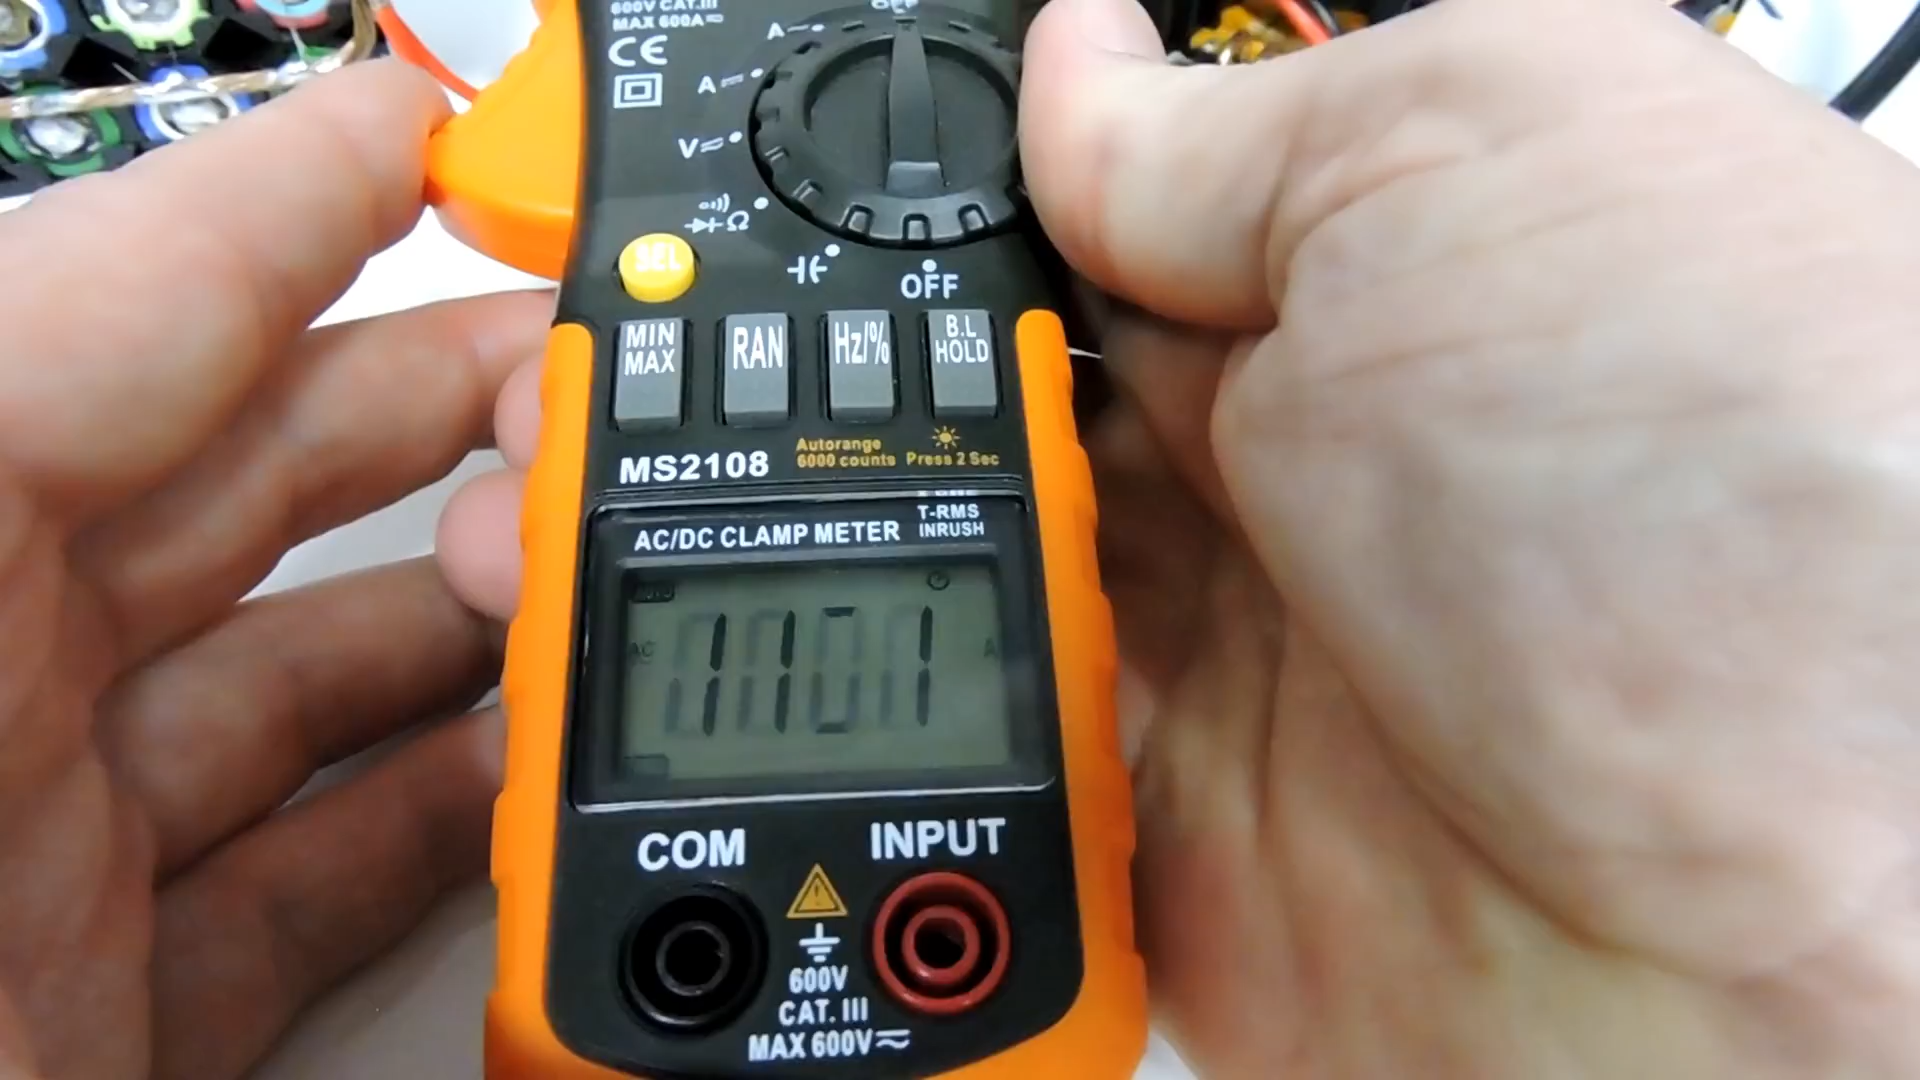 600V CAT.III
MAX 600A⎓
CE
A~
A⎓
V≂
Ω
SEL
OFF
MIN
MAX
RAN
Hz/%
B.L
HOLD
MS2108
Autorange
6000 counts
Press 2 Sec
AC/DC CLAMP METER
T-RMS
INRUSH
AUTO
AC
A
COM
INPUT
600V
CAT. III
MAX 600V≂